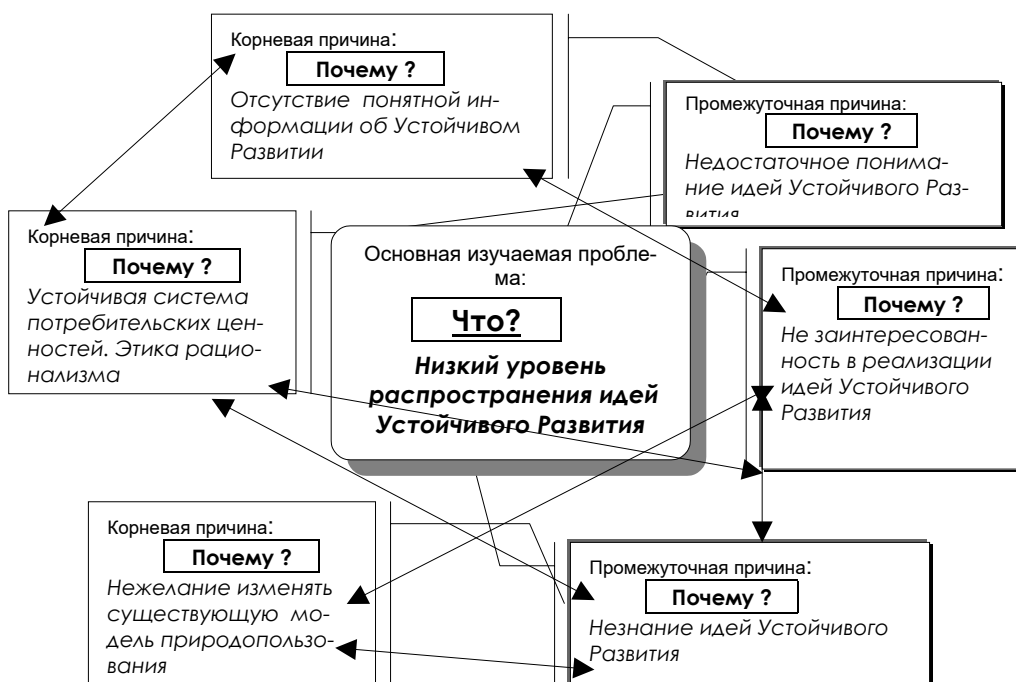 Корневая причина:
Почему ?
Отсутствие понятной ин-
формации об Устойчивом
Развитии
Промежуточная причина:
Почему ?
Недостаточное понима-
ние идей Устойчивого Раз-
вития
Корневая причина:
Почему ?
Устойчивая система
потребительских цен-
ностей. Этика рацио-
нализма
Основная изучаемая пробле-
ма:
Что?
Низкий уровень
распространения идей
Устойчивого Развития
Промежуточная причина:
Почему ?
Не заинтересован-
ность в реализации
идей Устойчивого
Развития
Корневая причина:
Почему ?
Нежелание изменять
существующую мо-
дель природопользо-
вания
Промежуточная причина:
Почему ?
Незнание идей Устойчивого
Развития